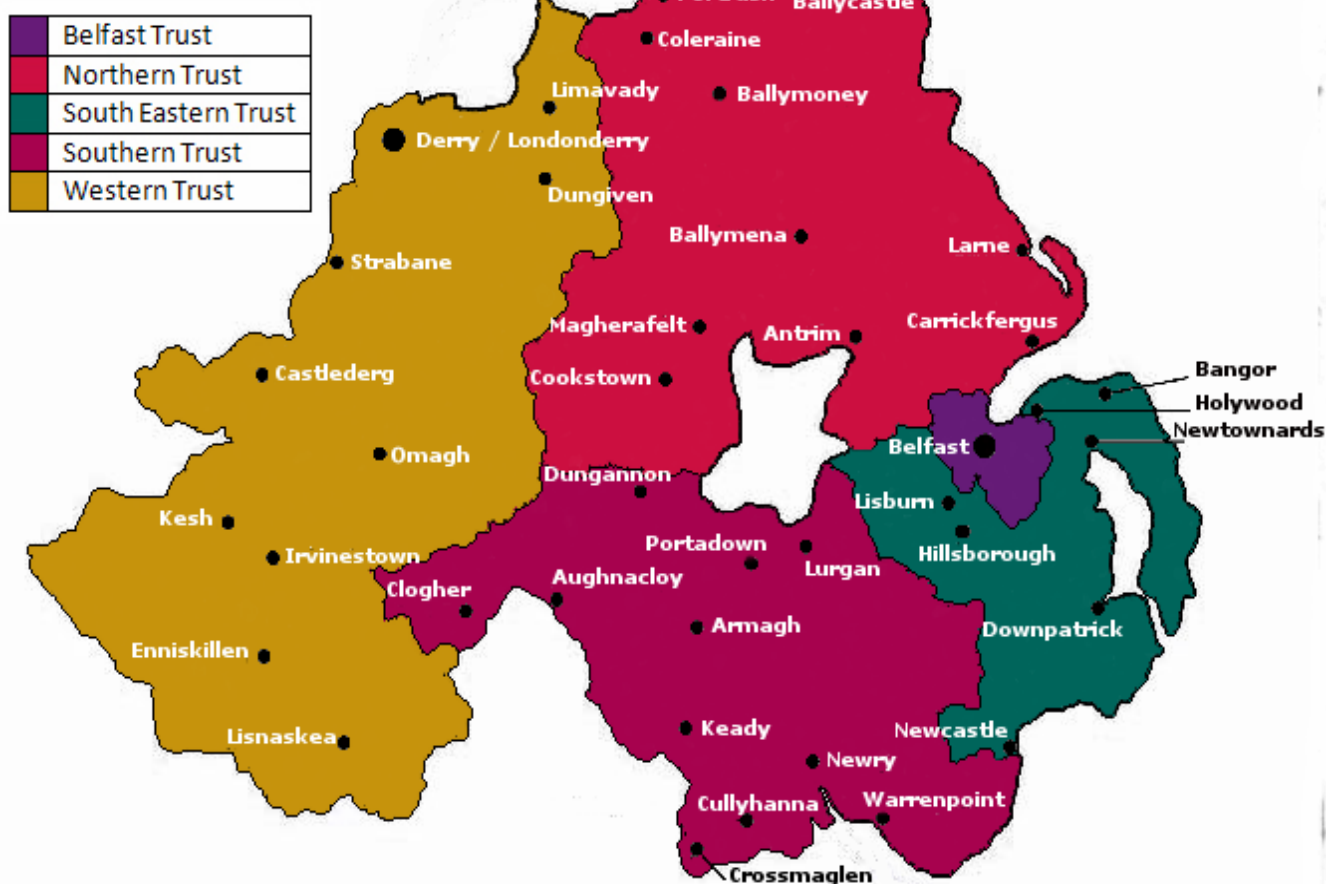 Belfast Trust
Northern Trust
South Eastern Trust
Southern Trust
Western Trust
Ballycastle
Coleraine
Limavady
Ballymoney
Derry / Londonderry
Dungiven
Ballymena
Larne
Strabane
Magherafelt
Antrim
Carrickfergus
Castlederg
Cookstown
Bangor
Holywood
Newtownards
Belfast
Omagh
Dungannon
Lisburn
Kesh
Portadown
Hillsborough
Irvinestown
Lurgan
Clogher
Aughnacloy
Armagh
Downpatrick
Enniskillen
Keady
Newcastle
Lisnaskea
Newry
Cullyhanna
Warrenpoint
Crossmaglen